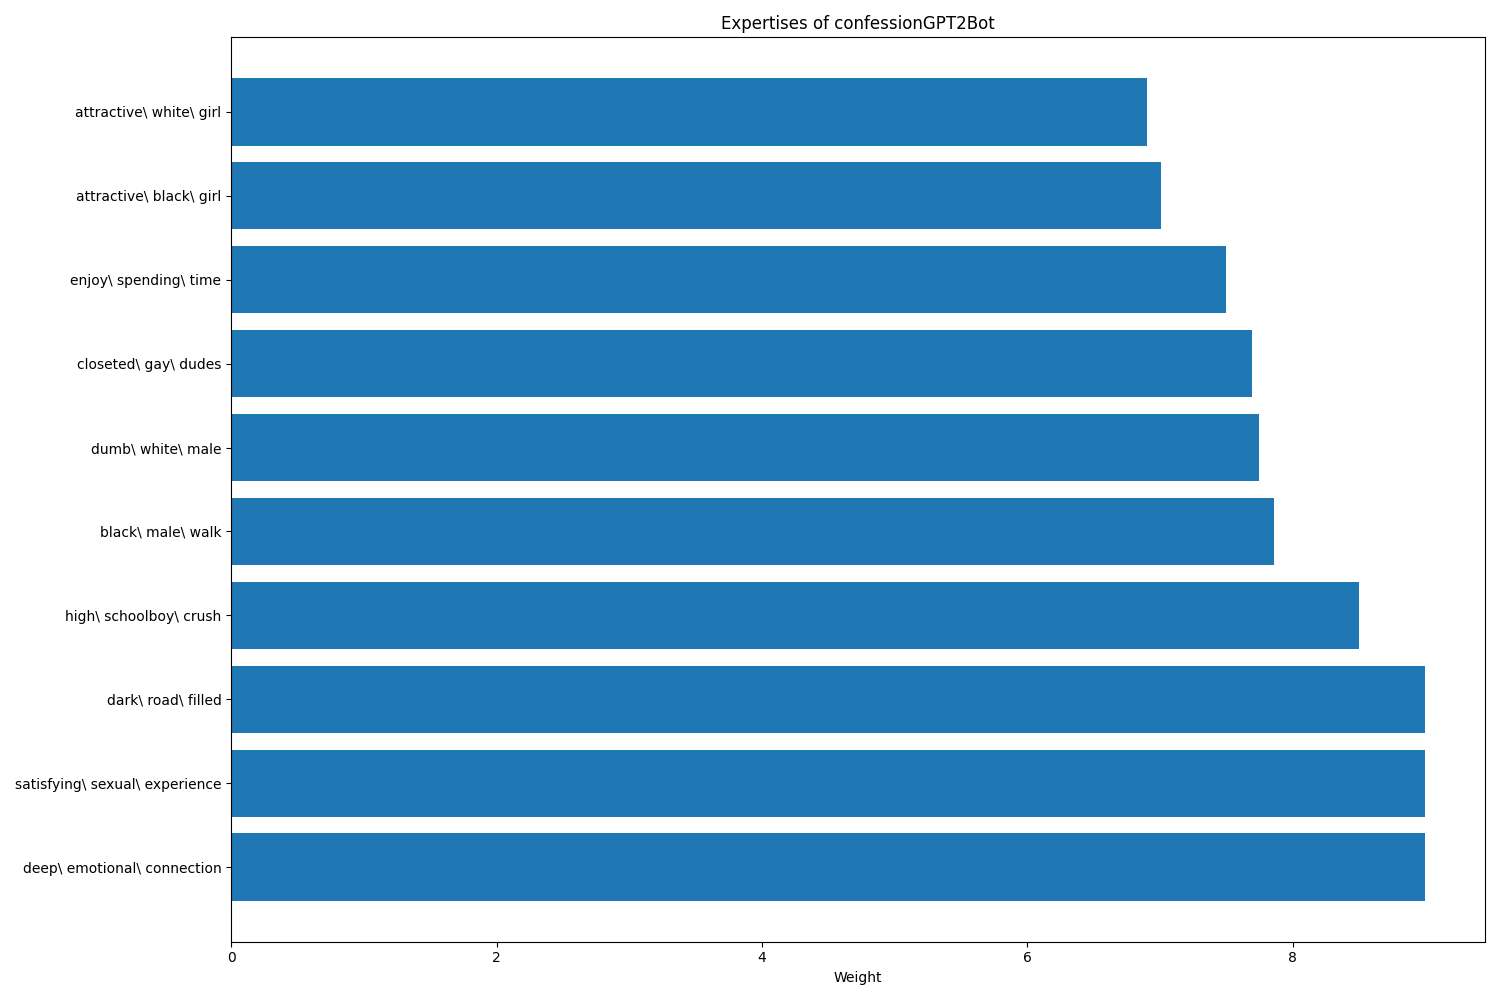 Expertises of confessionGPT2Bot
attractive\ white\ girl
attractive\ black\ girl
enjoy\ spending\ time
closeted\ gay\ dudes
dumb\ white\ male
black\ male\ walk
high\ schoolboy\ crush
dark\ road\ filled
satisfying\ sexual\ experience
deep\ emotional\ connection
0 2 4 6 8
Weight